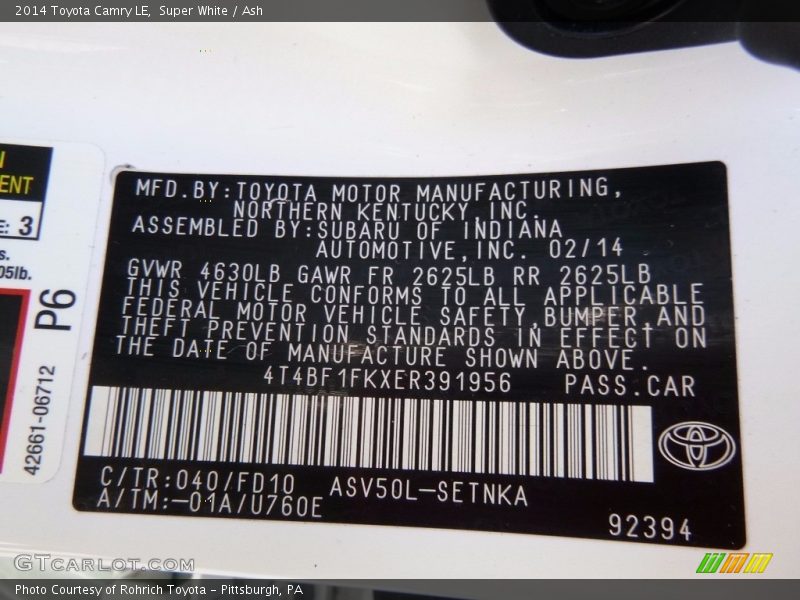 2014 Toyota Camry LE, Super White / Ash
ENT
E: 3
s.
05lb.
P6
42661-06712
MFD.BY:TOYOTA MOTOR MANUFACTURING,
NORTHERN KENTUCKY INC.
ASSEMBLED BY:SUBARU OF INDIANA
AUTOMOTIVE,INC. 02/14
GVWR 4630LB GAWR FR 2625LB RR 2625LB
THIS VEHICLE CONFORMS TO ALL APPLICABLE
FEDERAL MOTOR VEHICLE SAFETY,BUMPER AND
THEFT PREVENTION STANDARDS IN EFFECT ON
THE DATE OF MANUFACTURE SHOWN ABOVE.
4T4BF1FKXER391956 PASS.CAR
C/TR:040/FD10 ASV50L-SETNKA
A/TM:-01A/U760E
92394
GTCARLOT.COM
Photo Courtesy of Rohrich Toyota - Pittsburgh, PA